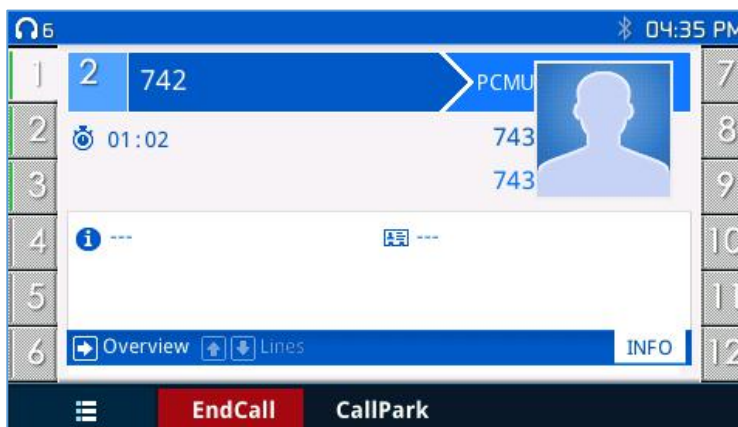 6 04:35 PM
1 2 742 PCMU 7
2 01:02 743 8
3 743 9
4 --- --- 10
5 11
6 Overview Lines INFO 12
EndCall CallPark